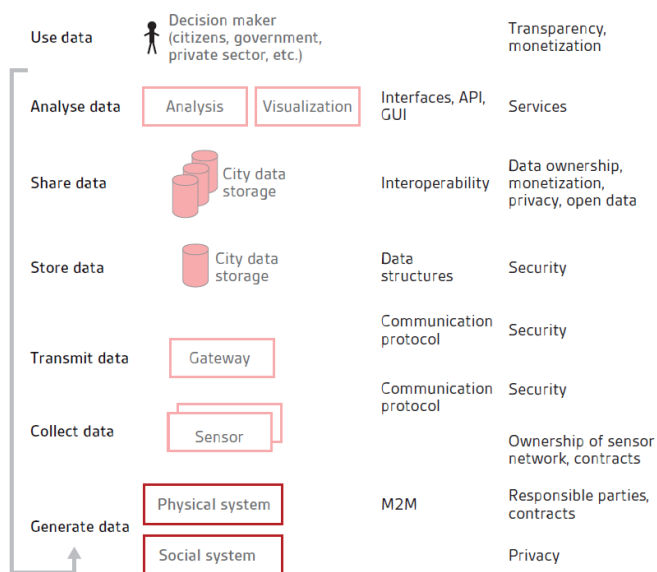 Use data
Decision maker
(citizens, government,
private sector, etc.)
Transparency,
monetization
Analyse data
Analysis
Visualization
Interfaces, API,
GUI
Services
Share data
City data
storage
Interoperability
Data ownership,
monetization,
privacy, open data
Store data
City data
storage
Data
structures
Security
Transmit data
Gateway
Communication
protocol
Security
Communication
protocol
Security
Collect data
Sensor
Ownership of sensor
network, contracts
Generate data
Physical system
M2M
Responsible parties,
contracts
Social system
Privacy